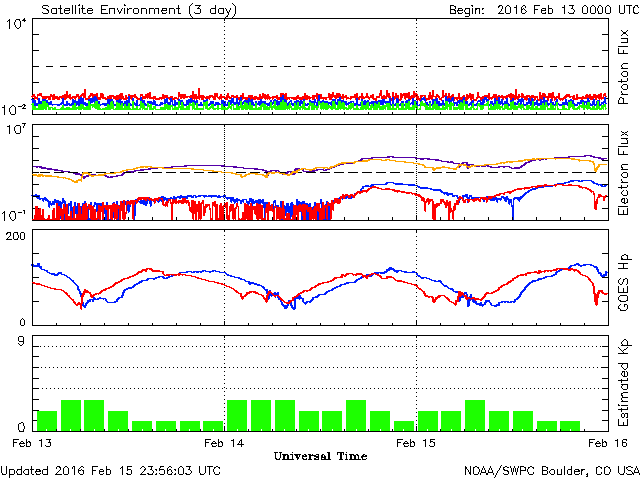 Satellite Environment (3 day) Begin: 2016 Feb 13 0000 UTC
10^4
10^-2
Proton Flux
10^7
10^-1
Electron Flux
200
0
GOES Hp
9
0
Estimated Kp
Feb 13 Feb 14 Feb 15 Feb 16
Universal Time
Updated 2016 Feb 15 23:56:03 UTC NOAA/SWPC Boulder, CO USA